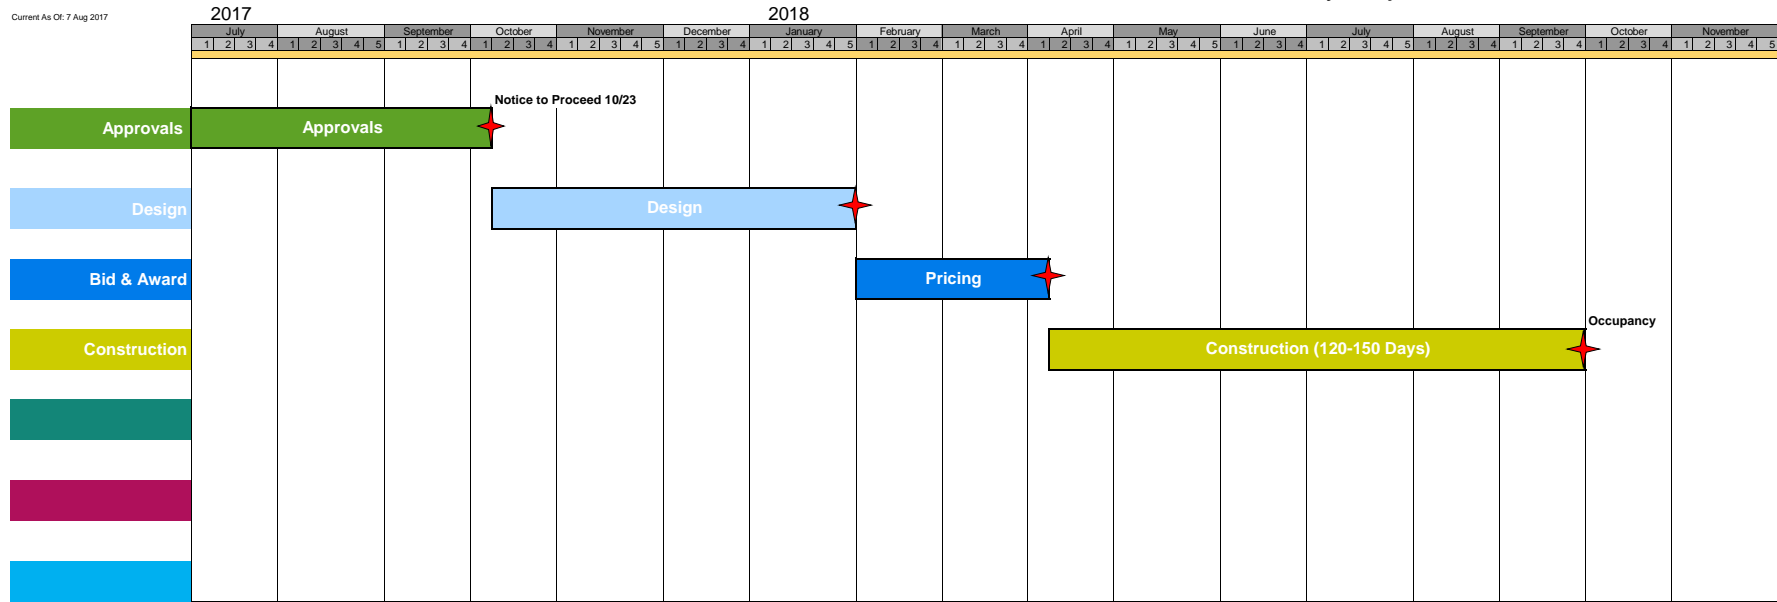 2017 2018
Current As Of: 7 Aug 2017
July August September October November December January February March April May June July August September October November
1 2 3 4 1 2 3 4 5 1 2 3 4 1 2 3 4 1 2 3 4 5 1 2 3 4 1 2 3 4 5 1 2 3 4 1 2 3 4 1 2 3 4 1 2 3 4 5 1 2 3 4 1 2 3 4 5 1 2 3 4 1 2 3 4 1 2 3 4 1 2 3 4 5
Notice to Proceed 10/23
Approvals Approvals
Design Design
Bid & Award Pricing
Occupancy
Construction Construction (120-150 Days)